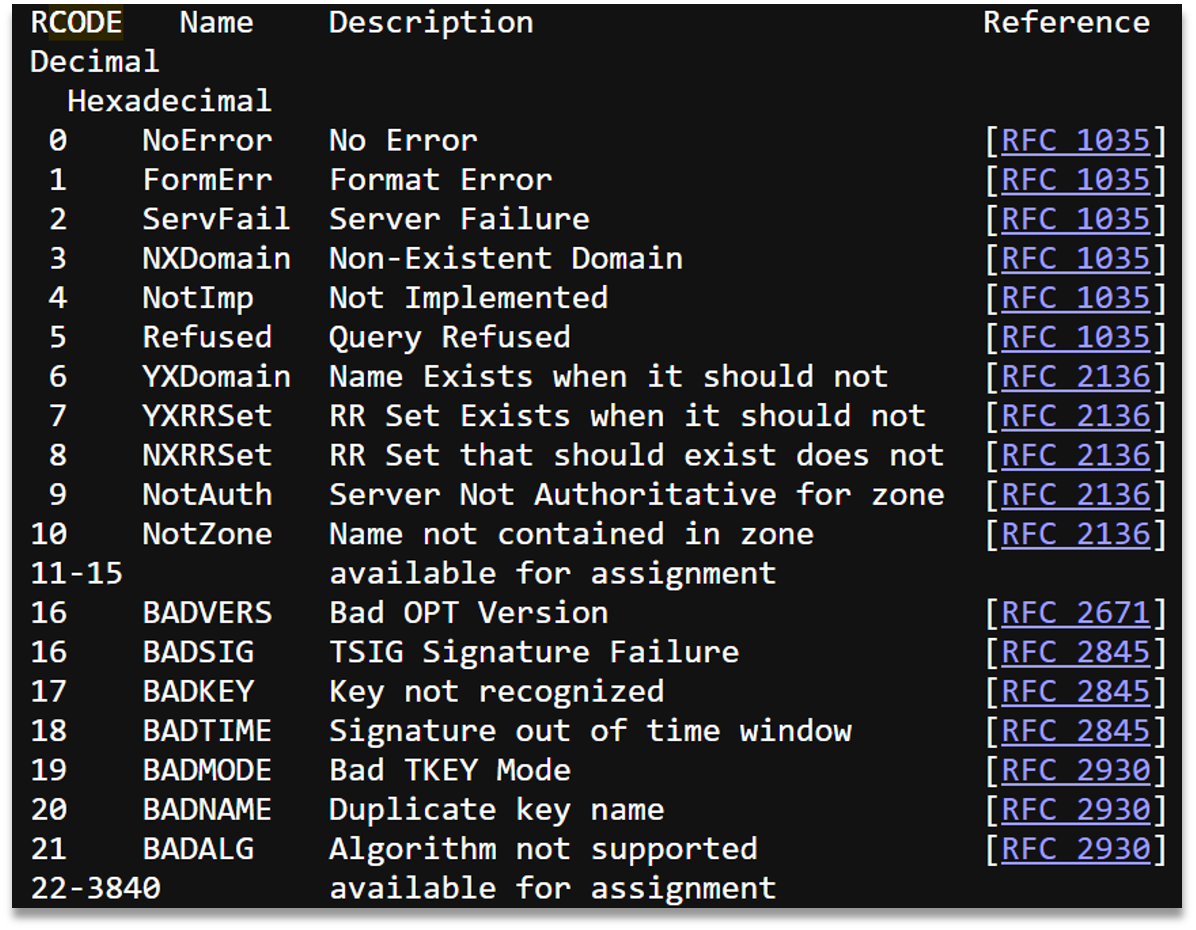 RCODE Name Description Reference
Decimal
Hexadecimal
0 NoError No Error [RFC 1035]
1 FormErr Format Error [RFC 1035]
2 ServFail Server Failure [RFC 1035]
3 NXDomain Non-Existent Domain [RFC 1035]
4 NotImp Not Implemented [RFC 1035]
5 Refused Query Refused [RFC 1035]
6 YXDomain Name Exists when it should not [RFC 2136]
7 YXRRSet RR Set Exists when it should not [RFC 2136]
8 NXRRSet RR Set that should exist does not [RFC 2136]
9 NotAuth Server Not Authoritative for zone [RFC 2136]
10 NotZone Name not contained in zone [RFC 2136]
11-15 available for assignment
16 BADVERS Bad OPT Version [RFC 2671]
16 BADSIG TSIG Signature Failure [RFC 2845]
17 BADKEY Key not recognized [RFC 2845]
18 BADTIME Signature out of time window [RFC 2845]
19 BADMODE Bad TKEY Mode [RFC 2930]
20 BADNAME Duplicate key name [RFC 2930]
21 BADALG Algorithm not supported [RFC 2930]
22-3840 available for assignment